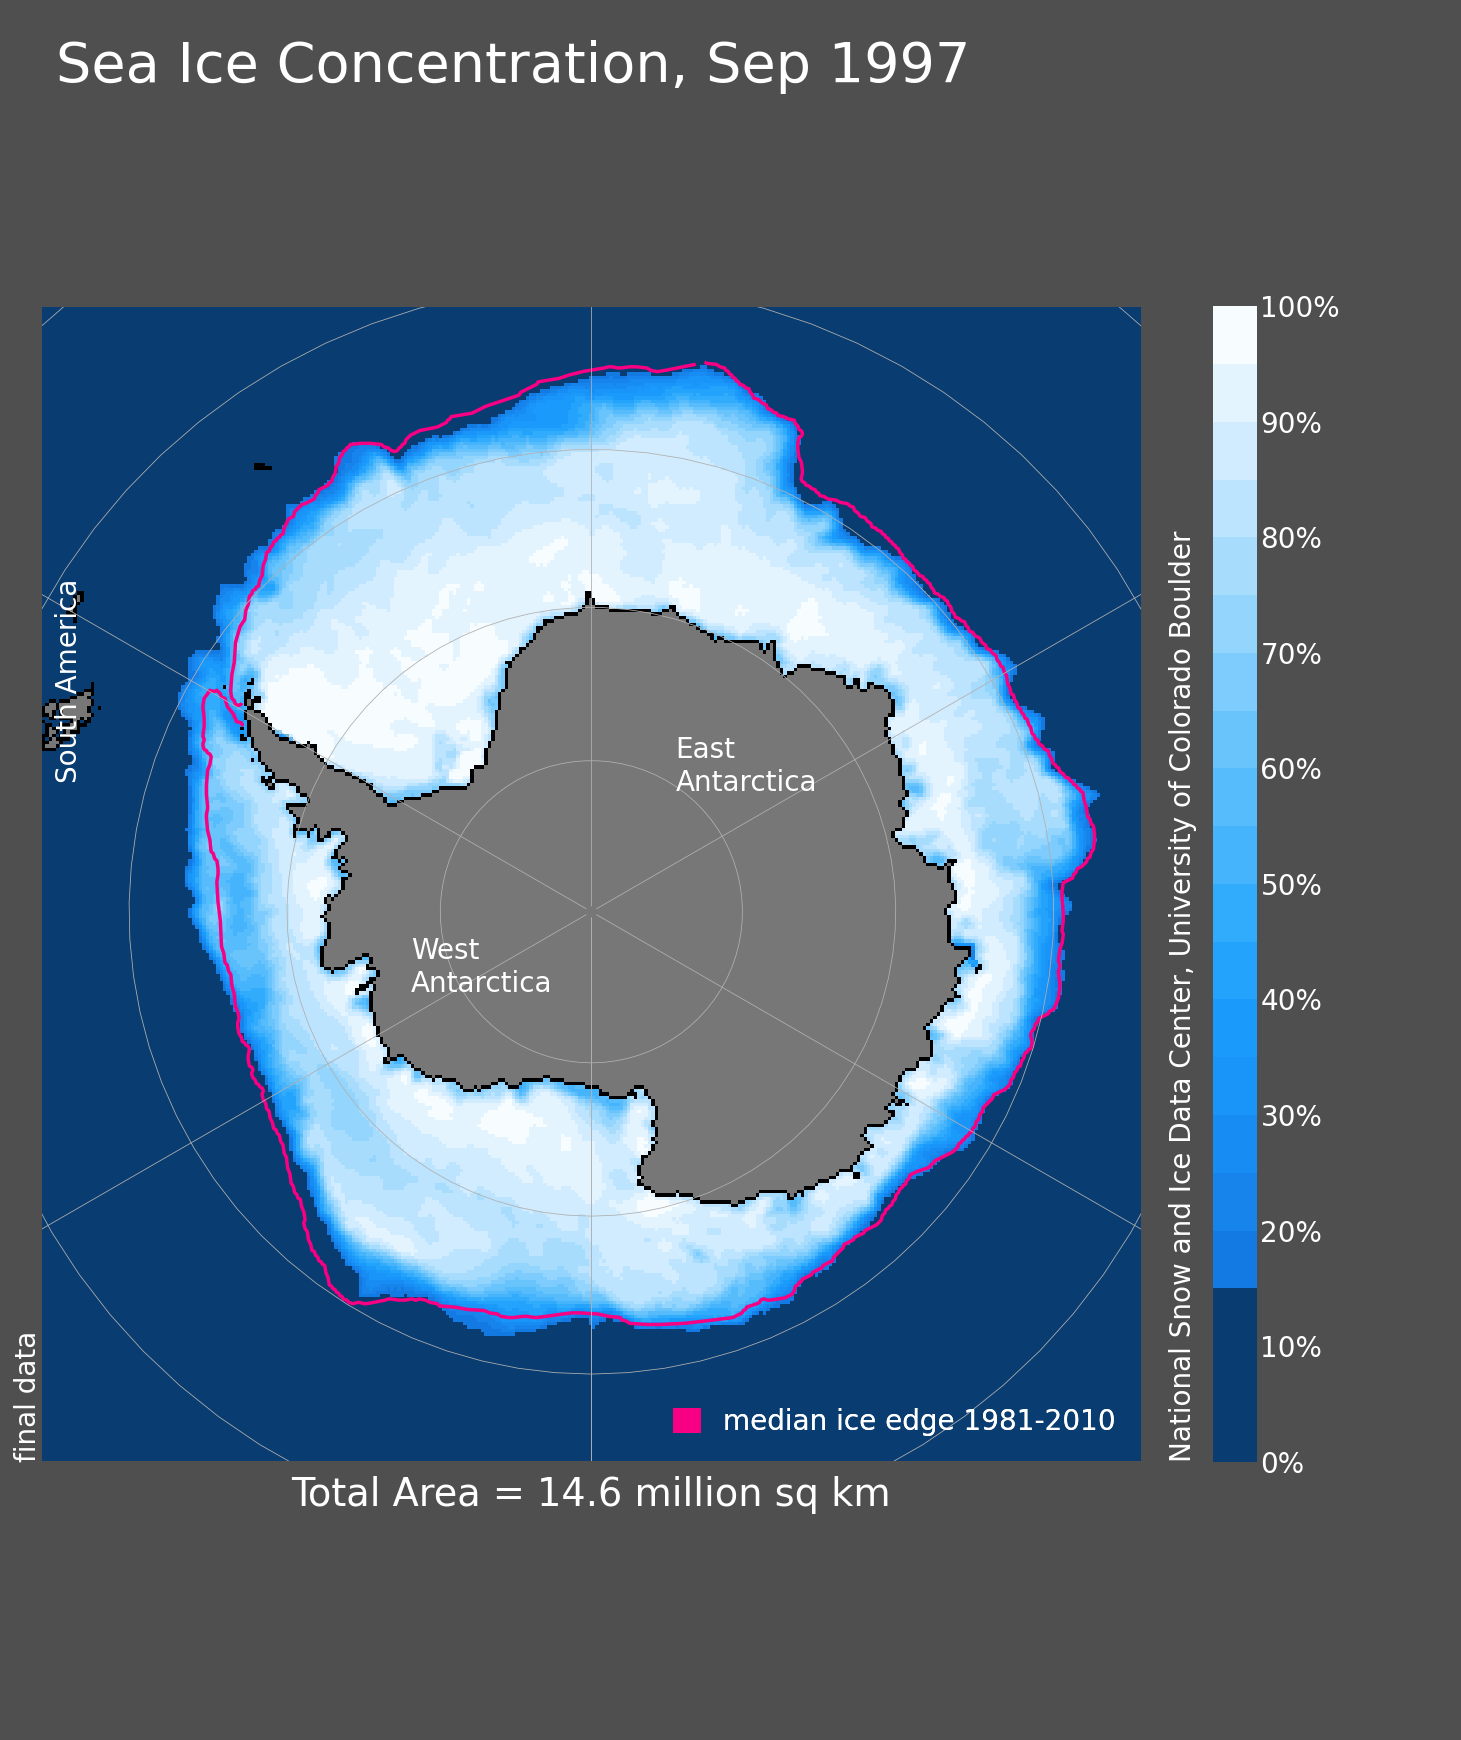 Sea Ice Concentration, Sep 1997
South America
East
Antarctica
West
Antarctica
median ice edge 1981-2010
final data
Total Area = 14.6 million sq km
National Snow and Ice Data Center, University of Colorado Boulder
100%
90%
80%
70%
60%
50%
40%
30%
20%
10%
0%